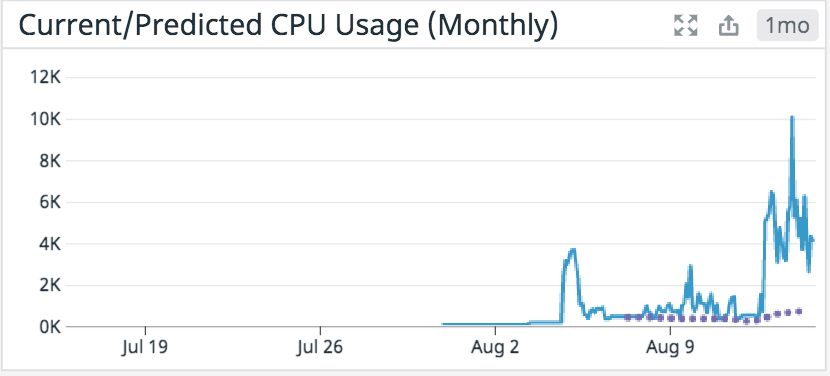 Current/Predicted CPU Usage (Monthly)
1mo
12K
10K
8K
6K
4K
2K
0K
Jul 19 Jul 26 Aug 2 Aug 9